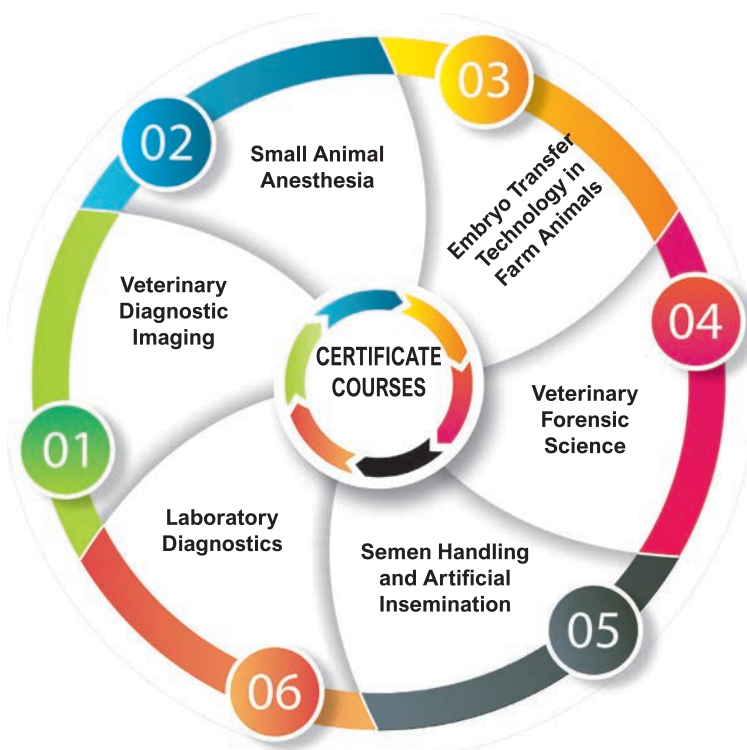 CERTIFICATE
COURSES
01
Veterinary
Diagnostic
Imaging
02
Small Animal
Anesthesia
03
Embryo Transfer
Technology in
Farm Animals
04
Veterinary
Forensic
Science
05
Semen Handling
and Artificial
Insemination
06
Laboratory
Diagnostics